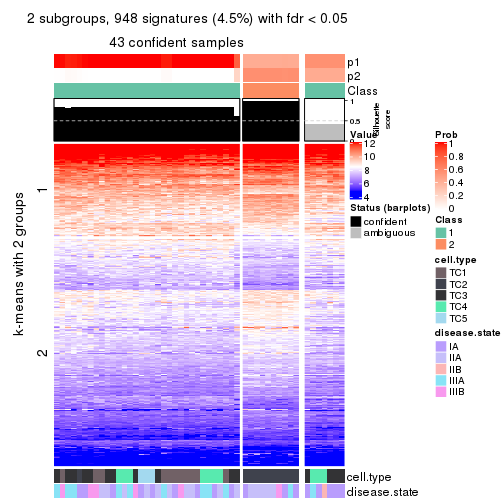 2 subgroups, 948 signatures (4.5%) with fdr < 0.05
43 confident samples
p1
p2
Class
1
0.5
0
Silhouette
score
k-means with 2 groups
1
2
cell.type
disease.state
Value
12
10
8
6
4
Status (barplots)
confident
ambiguous
Prob
1
0.8
0.6
0.4
0.2
0
Class
1
2
cell.type
TC1
TC2
TC3
TC4
TC5
disease.state
IA
IIA
IIB
IIIA
IIIB